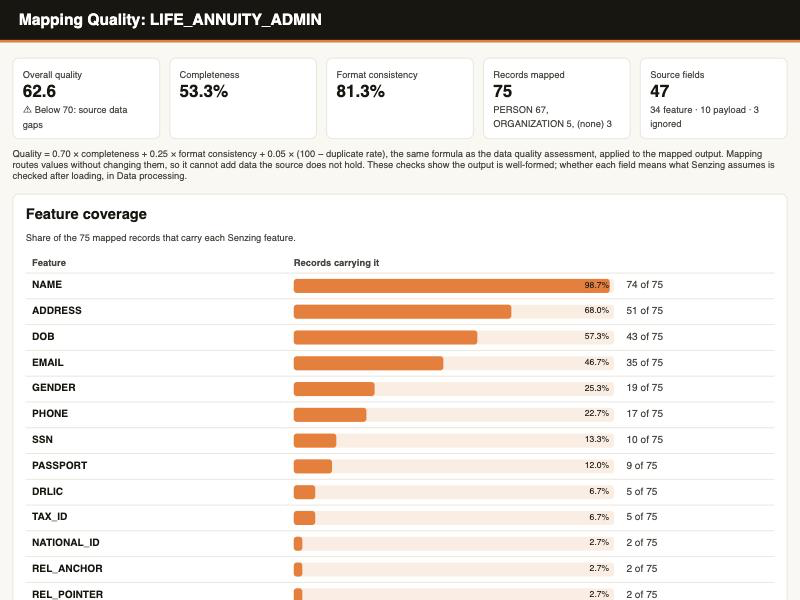 Mapping Quality: LIFE_ANNUITY_ADMIN
Overall quality
62.6
⚠ Below 70: source data
gaps
Completeness
53.3%
Format consistency
81.3%
Records mapped
75
PERSON 67,
ORGANIZATION 5, (none) 3
Source fields
47
34 feature · 10 payload · 3
ignored
Quality = 0.70 × completeness + 0.25 × format consistency + 0.05 × (100 − duplicate rate), the same formula as the data quality assessment, applied to the mapped output. Mapping
routes values without changing them, so it cannot add data the source does not hold. These checks show the output is well-formed; whether each field means what Senzing assumes is
checked after loading, in Data processing.
Feature coverage
Share of the 75 mapped records that carry each Senzing feature.
Feature Records carrying it
NAME 98.7% 74 of 75
ADDRESS 68.0% 51 of 75
DOB 57.3% 43 of 75
EMAIL 46.7% 35 of 75
GENDER 25.3% 19 of 75
PHONE 22.7% 17 of 75
SSN 13.3% 10 of 75
PASSPORT 12.0% 9 of 75
DRLIC 6.7% 5 of 75
TAX_ID 6.7% 5 of 75
NATIONAL_ID 2.7% 2 of 75
REL_ANCHOR 2.7% 2 of 75
REL_POINTER 2.7% 2 of 75